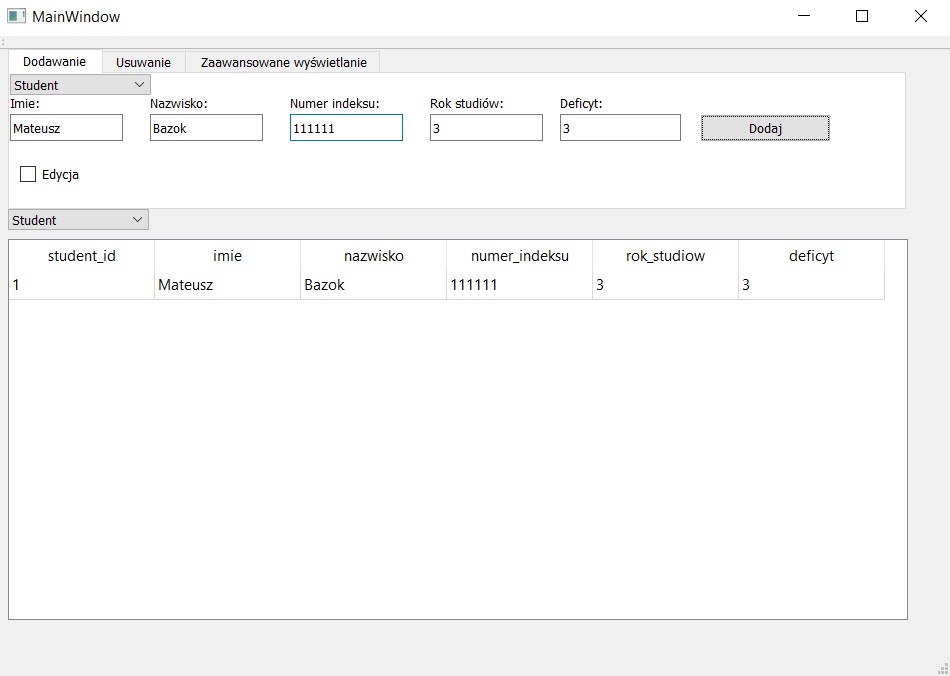 MainWindow
Dodawanie Usuwanie Zaawansowane wyświetlanie
Student
Imie: Nazwisko: Numer indeksu: Rok studiów: Deficyt:
Mateusz Bazok 111111 3 3 Dodaj
Edycja
Student
student_id imie nazwisko numer_indeksu rok_studiow deficyt
1 Mateusz Bazok 111111 3 3